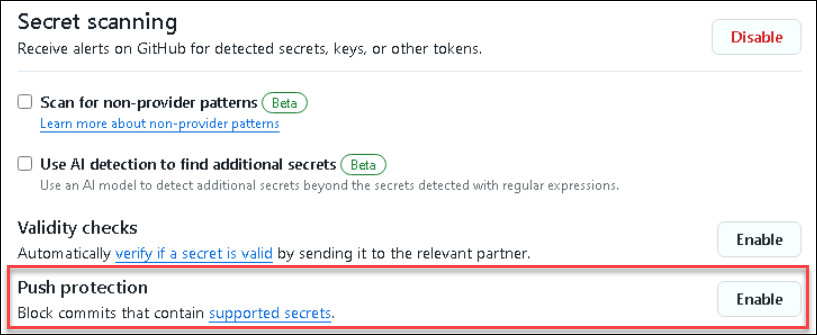 Secret scanning
Receive alerts on GitHub for detected secrets, keys, or other tokens.
Disable
Scan for non-provider patterns Beta
Learn more about non-provider patterns
Use AI detection to find additional secrets Beta
Use an AI model to detect additional secrets beyond the secrets detected with regular expressions.
Validity checks
Automatically verify if a secret is valid by sending it to the relevant partner.
Enable
Push protection
Block commits that contain supported secrets.
Enable